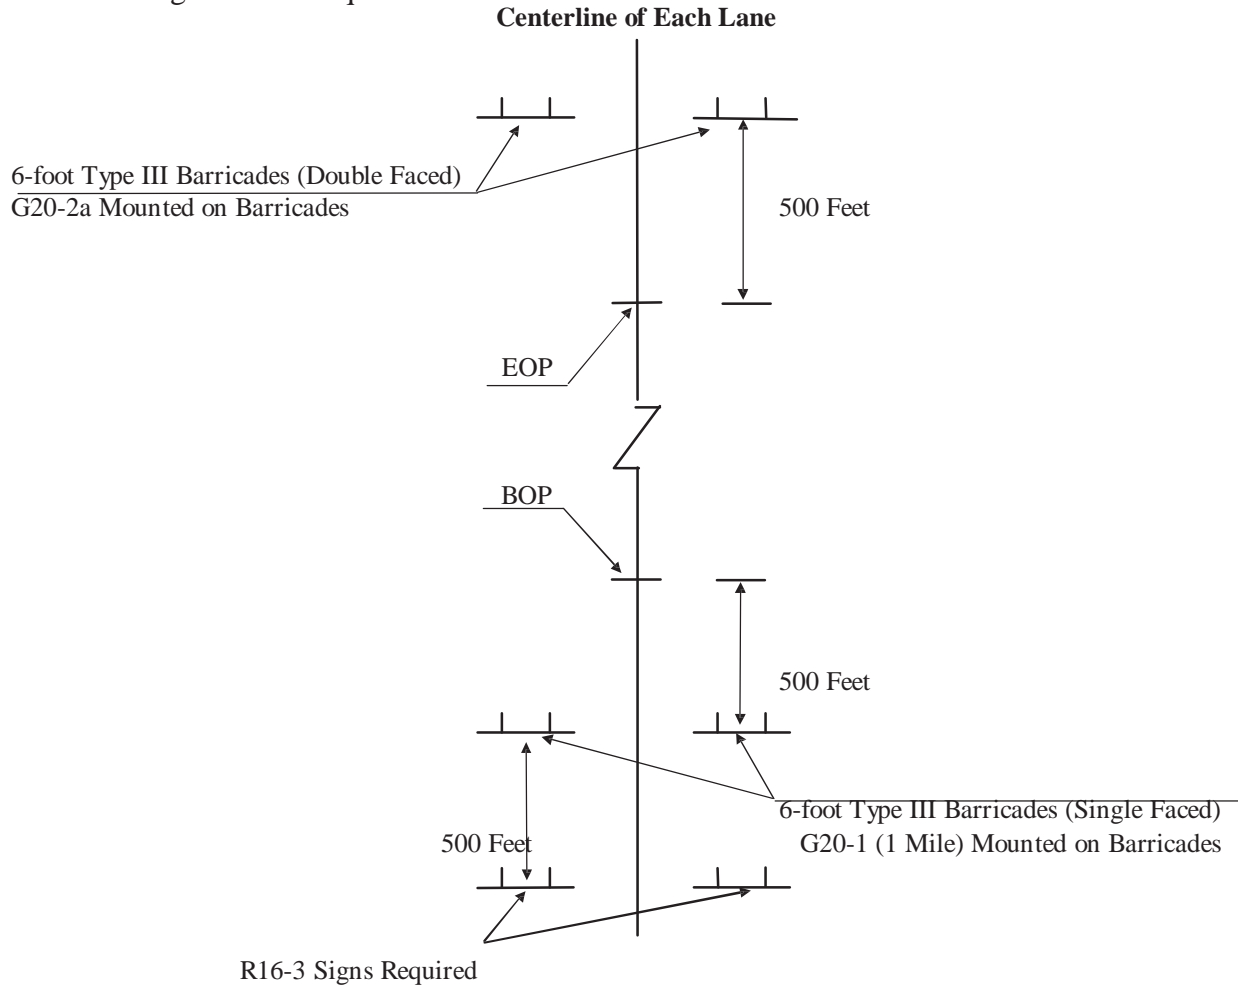 Centerline of Each Lane
6-foot Type III Barricades (Double Faced)
G20-2a Mounted on Barricades
500 Feet
EOP
BOP
500 Feet
6-foot Type III Barricades (Single Faced)
G20-1 (1 Mile) Mounted on Barricades
500 Feet
R16-3 Signs Required